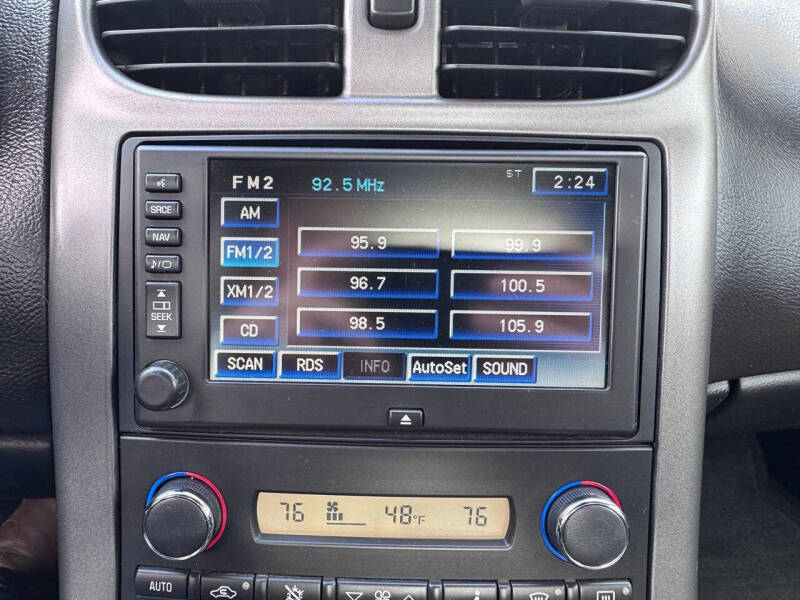 FM2 92.5 MHz ST 2:24
AM
95.9 99.9
FM1/2
96.7 100.5
XM1/2
98.5 105.9
CD
SCAN RDS INFO AutoSet SOUND
SRCE
NAV
SEEK
76 48°F 76
AUTO